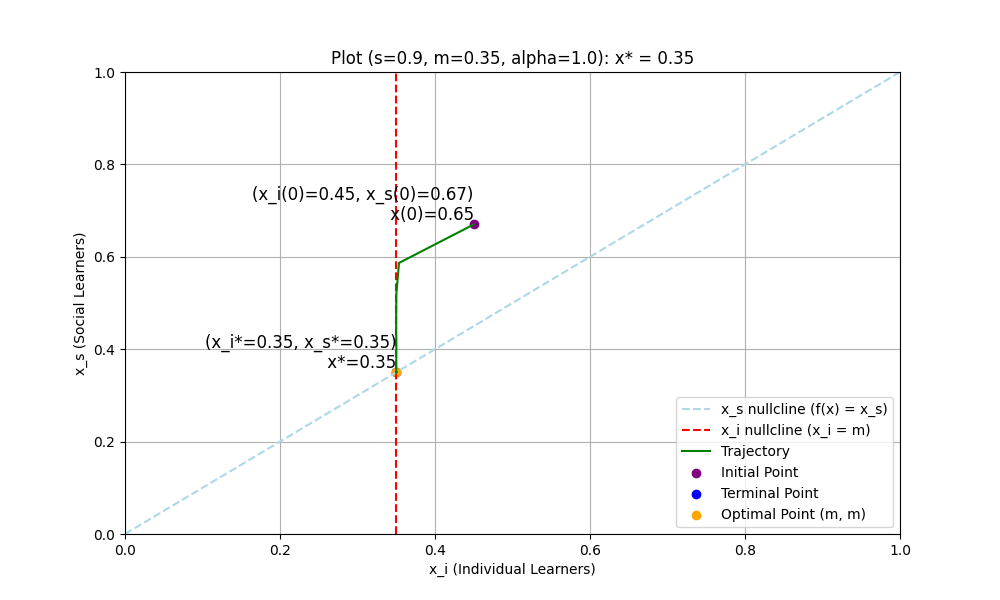 Plot (s=0.9, m=0.35, alpha=1.0): x* = 0.35
1.0
0.8
0.6
0.4
0.2
0.0
x_s (Social Learners)
(x_i(0)=0.45, x_s(0)=0.67)
x(0)=0.65
(x_i*=0.35, x_s*=0.35)
x*=0.35
x_s nullcline (f(x) = x_s)
x_i nullcline (x_i = m)
Trajectory
Initial Point
Terminal Point
Optimal Point (m, m)
0.0
0.2
0.4
0.6
0.8
1.0
x_i (Individual Learners)